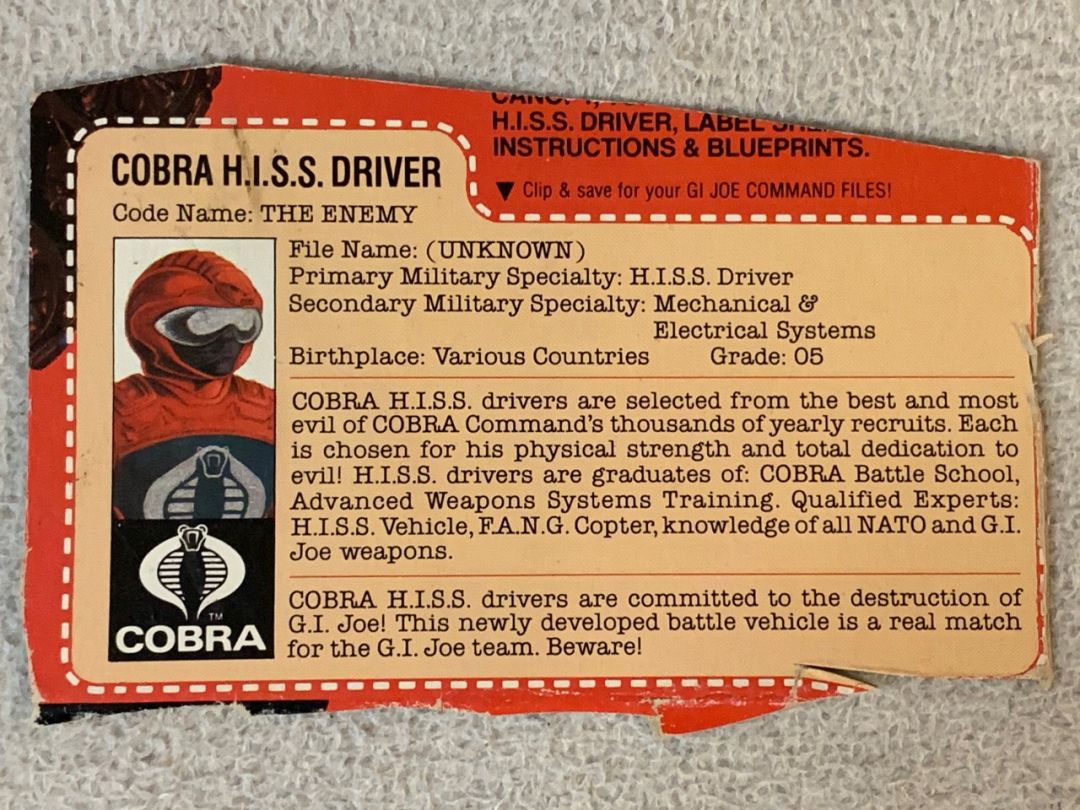 H.I.S.S. DRIVER, LABEL
INSTRUCTIONS & BLUEPRINTS.
▼ Clip & save for your GI JOE COMMAND FILES!
COBRA H.I.S.S. DRIVER
Code Name: THE ENEMY
File Name: (UNKNOWN)
Primary Military Specialty: H.I.S.S. Driver
Secondary Military Specialty: Mechanical &
Electrical Systems
Birthplace: Various Countries Grade: O5
COBRA H.I.S.S. drivers are selected from the best and most
evil of COBRA Command's thousands of yearly recruits. Each
is chosen for his physical strength and total dedication to
evil! H.I.S.S. drivers are graduates of: COBRA Battle School,
Advanced Weapons Systems Training. Qualified Experts:
H.I.S.S. Vehicle, F.A.N.G. Copter, knowledge of all NATO and G.I.
Joe weapons.
COBRA H.I.S.S. drivers are committed to the destruction of
G.I. Joe! This newly developed battle vehicle is a real match
for the G.I. Joe team. Beware!
TM
COBRA